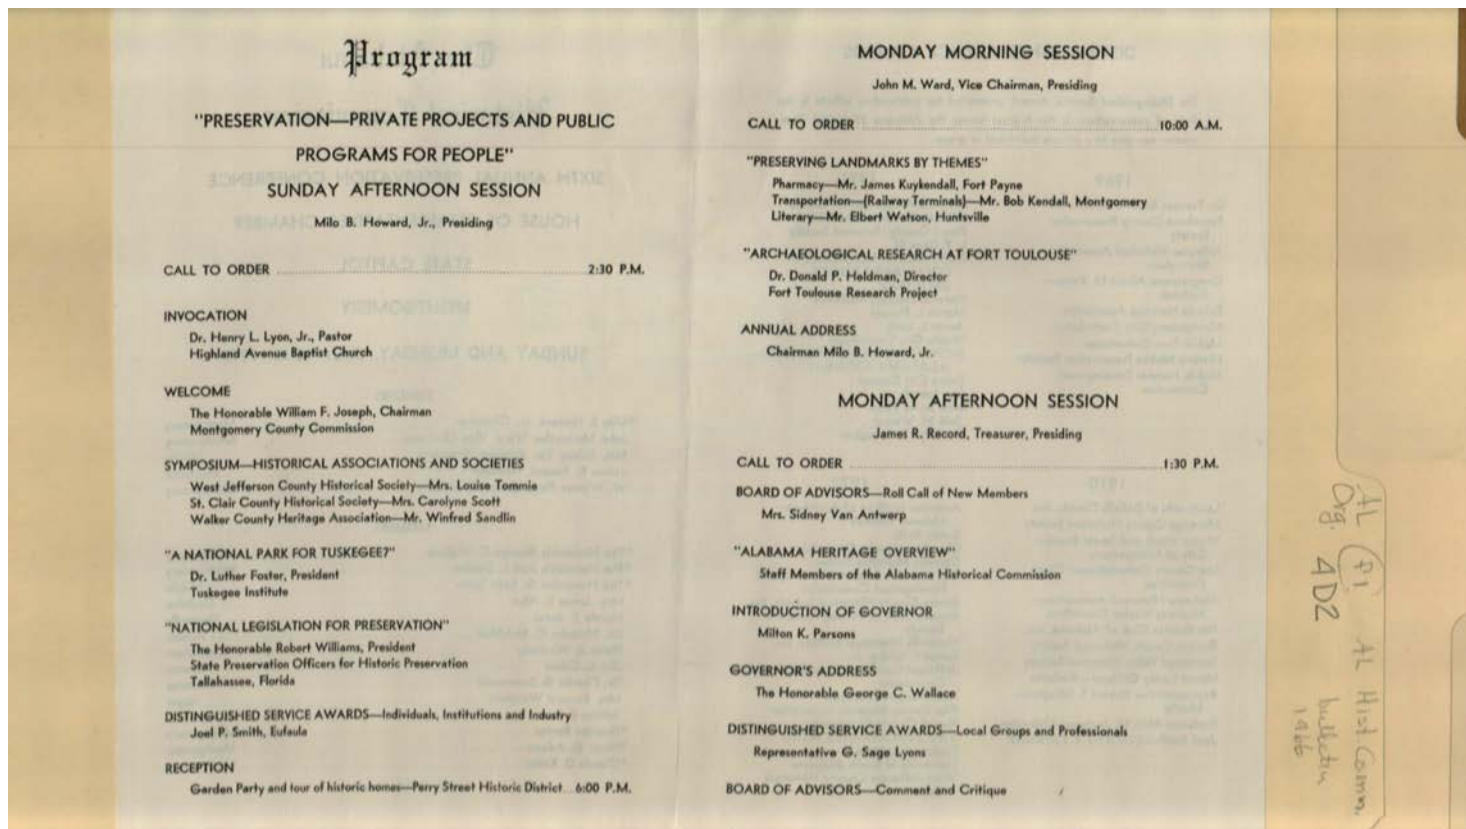 Program
"PRESERVATION—PRIVATE PROJECTS AND PUBLIC
PROGRAMS FOR PEOPLE"
SUNDAY AFTERNOON SESSION
Milo B. Howard, Jr., Presiding
CALL TO ORDER 2:30 P.M.
INVOCATION
Dr. Henry L. Lyon, Jr., Pastor
Highland Avenue Baptist Church
WELCOME
The Honorable William F. Joseph, Chairman
Montgomery County Commission
SYMPOSIUM—HISTORICAL ASSOCIATIONS AND SOCIETIES
West Jefferson County Historical Society—Mrs. Louise Tommie
St. Clair County Historical Society—Mrs. Carolyne Scott
Walker County Heritage Association—Mr. Winfred Sandlin
"A NATIONAL PARK FOR TUSKEGEE?"
Dr. Luther Foster, President
Tuskegee Institute
"NATIONAL LEGISLATION FOR PRESERVATION"
The Honorable Robert Williams, President
State Preservation Officers for Historic Preservation
Tallahassee, Florida
DISTINGUISHED SERVICE AWARDS—Individuals, Institutions and Industry
Joel P. Smith, Eufaula
RECEPTION
Garden Party and tour of historic homes—Perry Street Historic District 6:00 P.M.
MONDAY MORNING SESSION
John M. Ward, Vice Chairman, Presiding
CALL TO ORDER 10:00 A.M.
"PRESERVING LANDMARKS BY THEMES"
Pharmacy—Mr. James Kuykendall, Fort Payne
Transportation—(Railway Terminals)—Mr. Bob Kendall, Montgomery
Literary—Mr. Elbert Watson, Huntsville
"ARCHAEOLOGICAL RESEARCH AT FORT TOULOUSE"
Dr. Donald P. Heldman, Director
Fort Toulouse Research Project
ANNUAL ADDRESS
Chairman Milo B. Howard, Jr.
MONDAY AFTERNOON SESSION
James R. Record, Treasurer, Presiding
CALL TO ORDER 1:30 P.M.
BOARD OF ADVISORS—Roll Call of New Members
Mrs. Sidney Van Antwerp
"ALABAMA HERITAGE OVERVIEW"
Staff Members of the Alabama Historical Commission
INTRODUCTION OF GOVERNOR
Milton K. Parsons
GOVERNOR'S ADDRESS
The Honorable George C. Wallace
DISTINGUISHED SERVICE AWARDS—Local Groups and Professionals
Representative G. Sage Lyons
BOARD OF ADVISORS—Comment and Critique
AL (P1 AL Hist Comm.
Org. 4D2 bulletin
1966